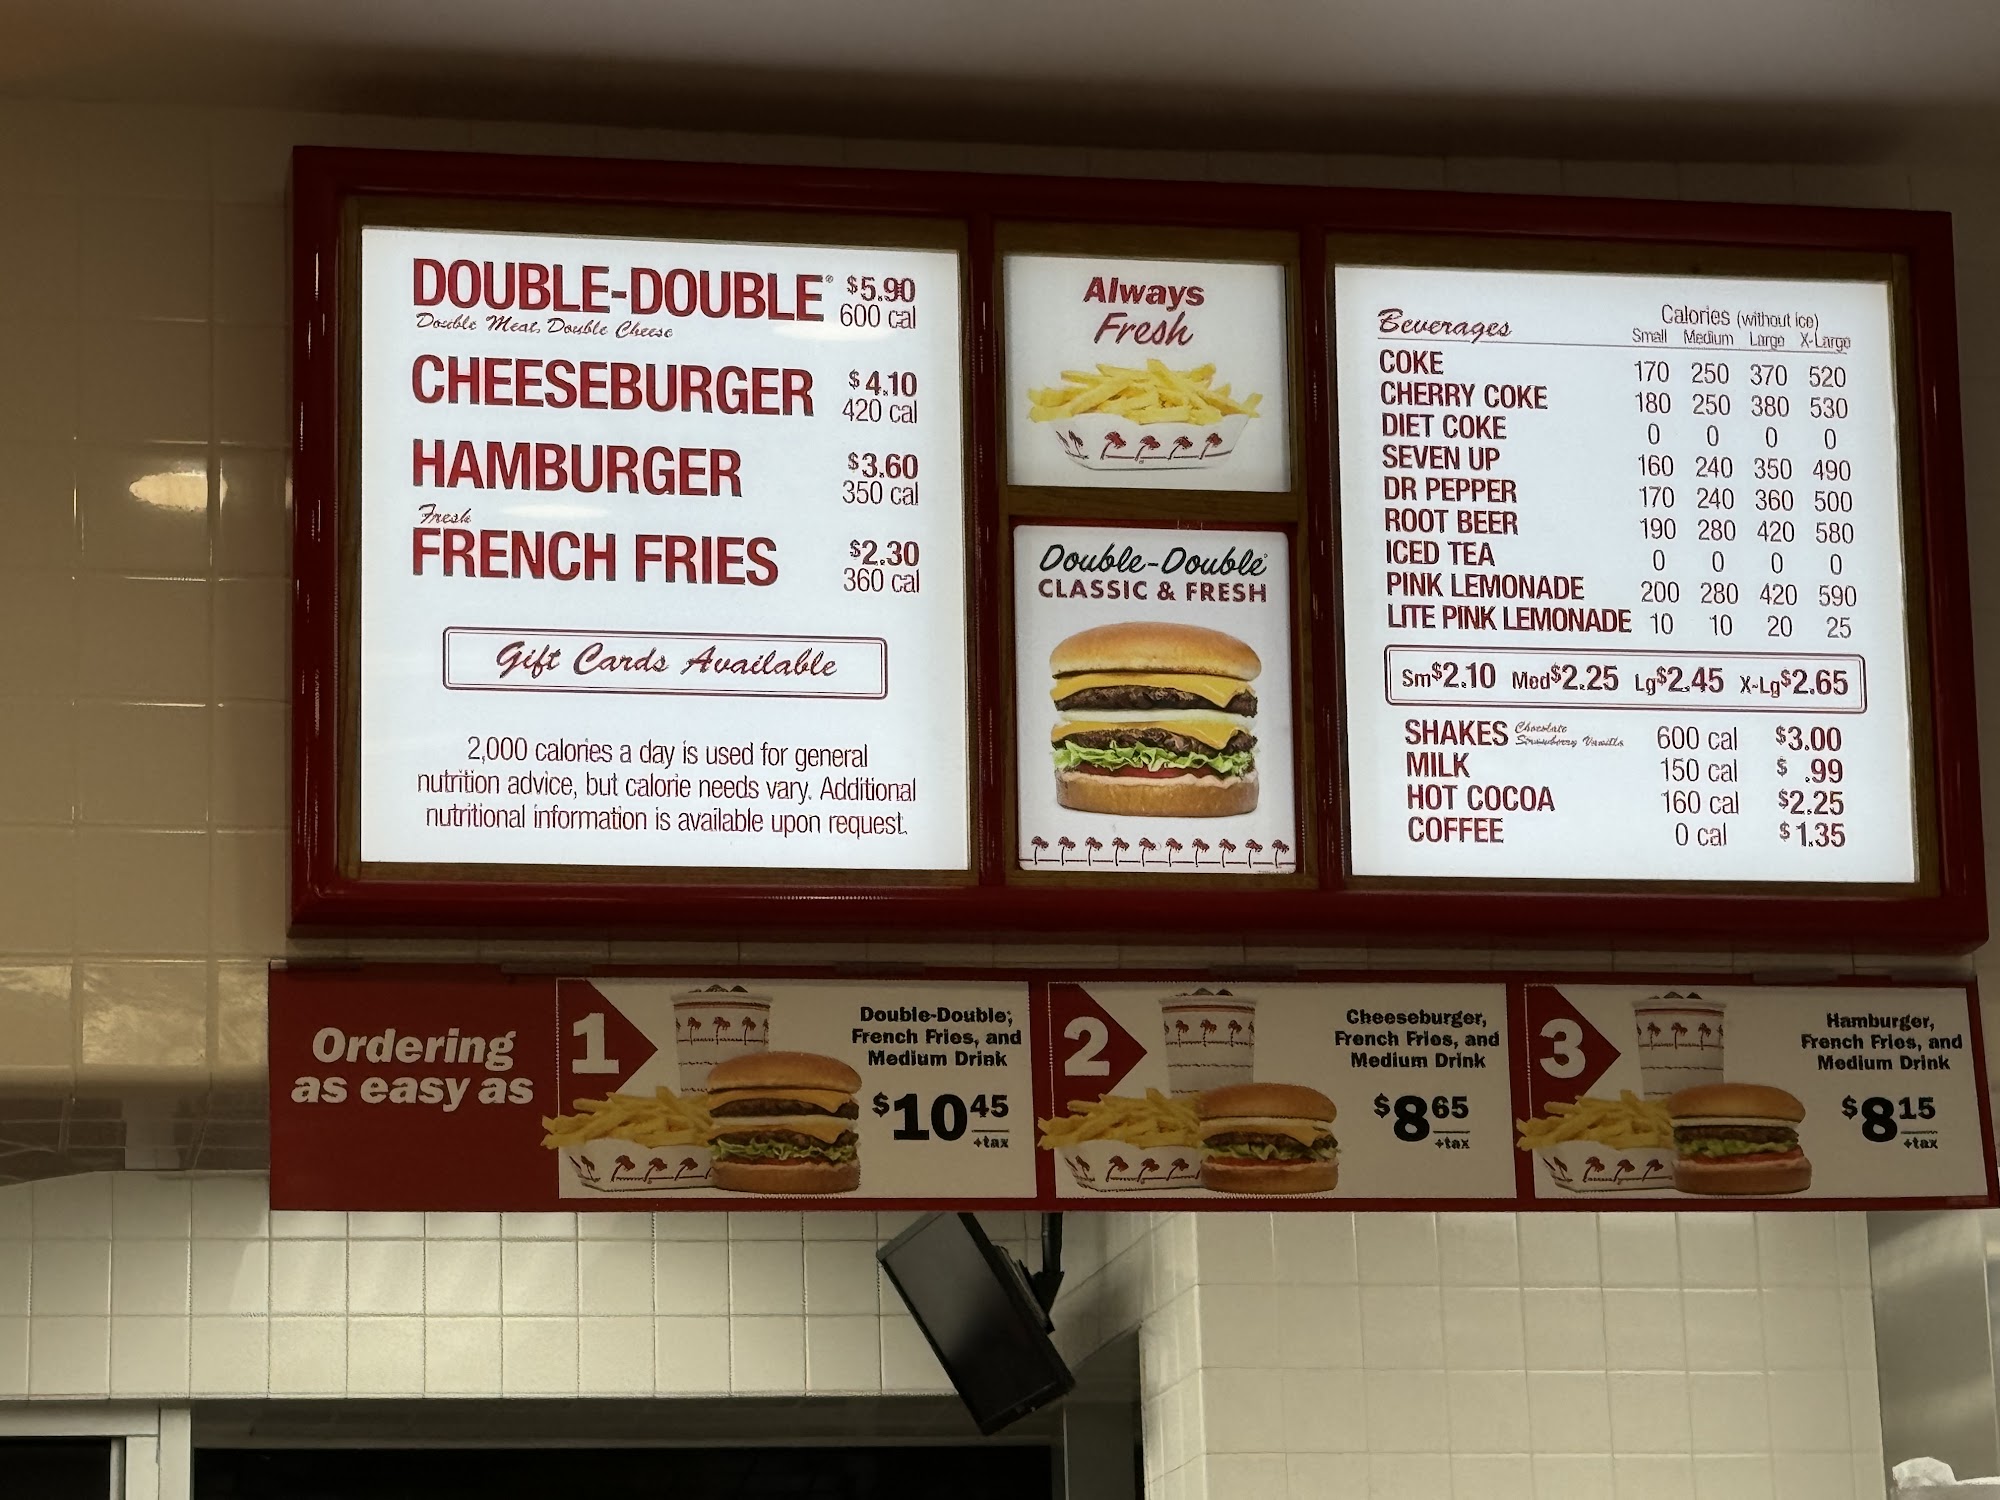 DOUBLE-DOUBLE® $5.90
Double Meat, Double Cheese 600 cal
CHEESEBURGER $4.10
420 cal
HAMBURGER $3.60
350 cal
Fresh
FRENCH FRIES $2.30
360 cal
Gift Cards Available
2,000 calories a day is used for general
nutrition advice, but calorie needs vary. Additional
nutritional information is available upon request.
Always
Fresh
Double-Double®
CLASSIC & FRESH
Beverages Calories (without ice)
Small Medium Large X-Large
COKE 170 250 370 520
CHERRY COKE 180 250 380 530
DIET COKE 0 0 0 0
SEVEN UP 160 240 350 490
DR PEPPER 170 240 360 500
ROOT BEER 190 280 420 580
ICED TEA 0 0 0 0
PINK LEMONADE 200 280 420 590
LITE PINK LEMONADE 10 10 20 25
Sm$2.10 Med$2.25 Lg$2.45 X-Lg$2.65
SHAKES Chocolate Strawberry Vanilla 600 cal $3.00
MILK 150 cal $ .99
HOT COCOA 160 cal $2.25
COFFEE 0 cal $1.35
Ordering
as easy as
1
Double-Double,
French Fries, and
Medium Drink
$10.45
+tax
2
Cheeseburger,
French Fries, and
Medium Drink
$8.65
+tax
3
Hamburger,
French Fries, and
Medium Drink
$8.15
+tax